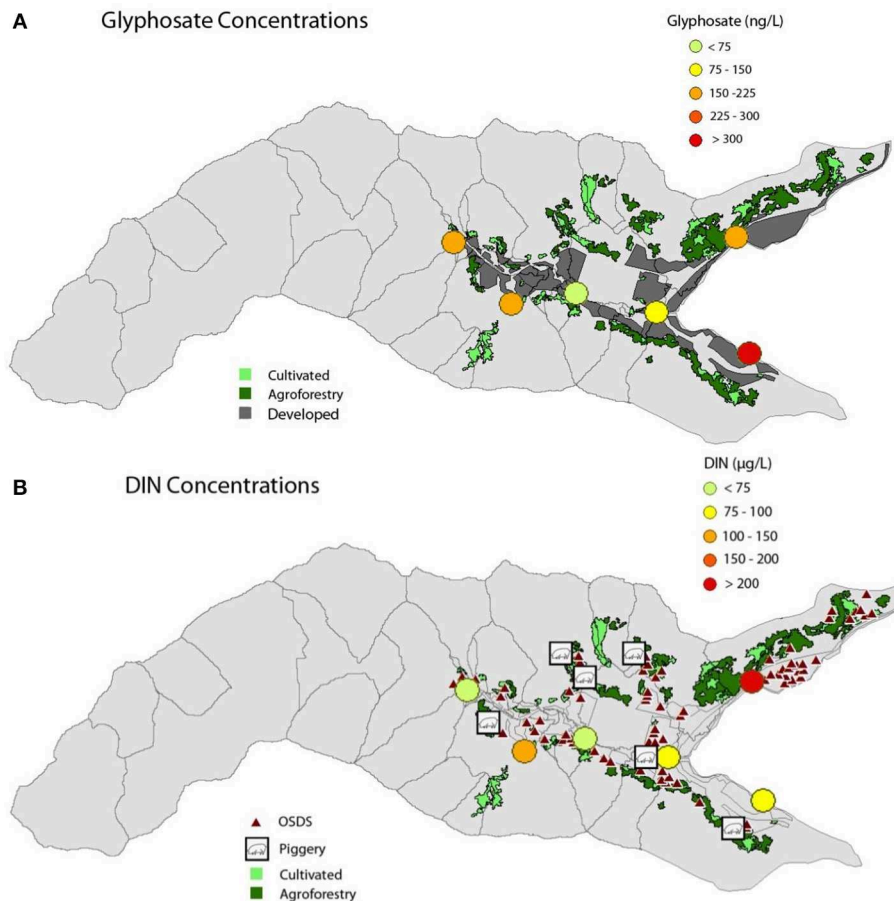 A
Glyphosate Concentrations
Glyphosate (ng/L)
< 75
75 - 150
150 -225
225 - 300
> 300
Cultivated
Agroforestry
Developed
B
DIN Concentrations
DIN (µg/L)
< 75
75 - 100
100 - 150
150 - 200
> 200
OSDS
Piggery
Cultivated
Agroforestry